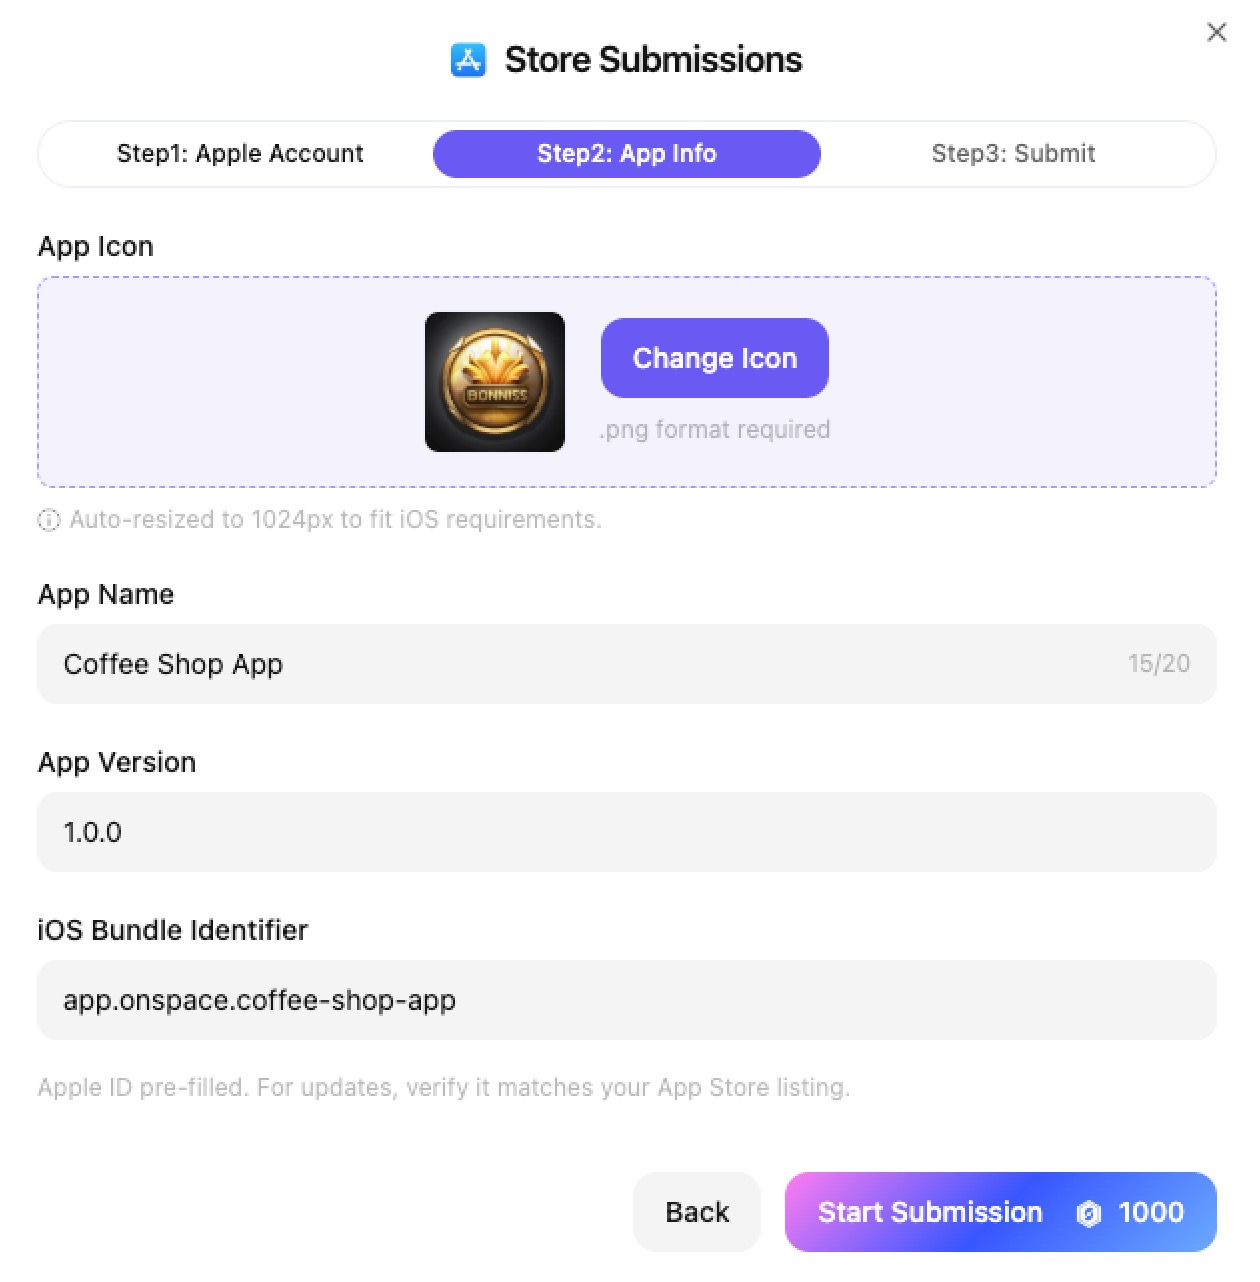 Store Submissions
Step1: Apple Account
Step2: App Info
Step3: Submit
App Icon
BONNISS
Change Icon
.png format required
Auto-resized to 1024px to fit iOS requirements.
App Name
Coffee Shop App 15/20
App Version
1.0.0
iOS Bundle Identifier
app.onspace.coffee-shop-app
Apple ID pre-filled. For updates, verify it matches your App Store listing.
Back
Start Submission 1000